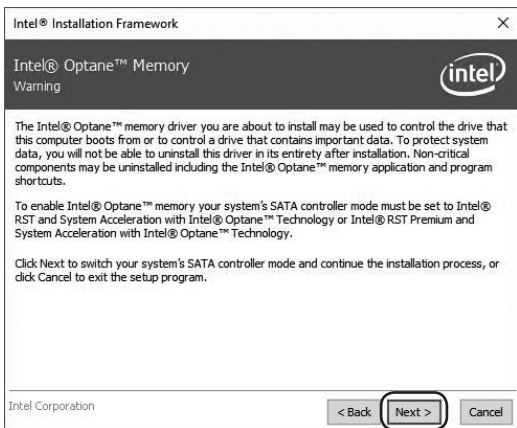 Intel® Installation Framework
Intel® Optane™ Memory
Warning
intel
The Intel® Optane™ memory driver you are about to install may be used to control the drive that
this computer boots from or to control a drive that contains important data. To protect system
data, you will not be able to uninstall this driver in its entirety after installation. Non-critical
components may be uninstalled including the Intel® Optane™ memory application and program
shortcuts.
To enable Intel® Optane™ memory your system's SATA controller mode must be set to Intel®
RST and System Acceleration with Intel® Optane™ Technology or Intel® RST Premium and
System Acceleration with Intel® Optane™ Technology.
Click Next to switch your system's SATA controller mode and continue the installation process, or
click Cancel to exit the setup program.
Intel Corporation
< Back Next > Cancel